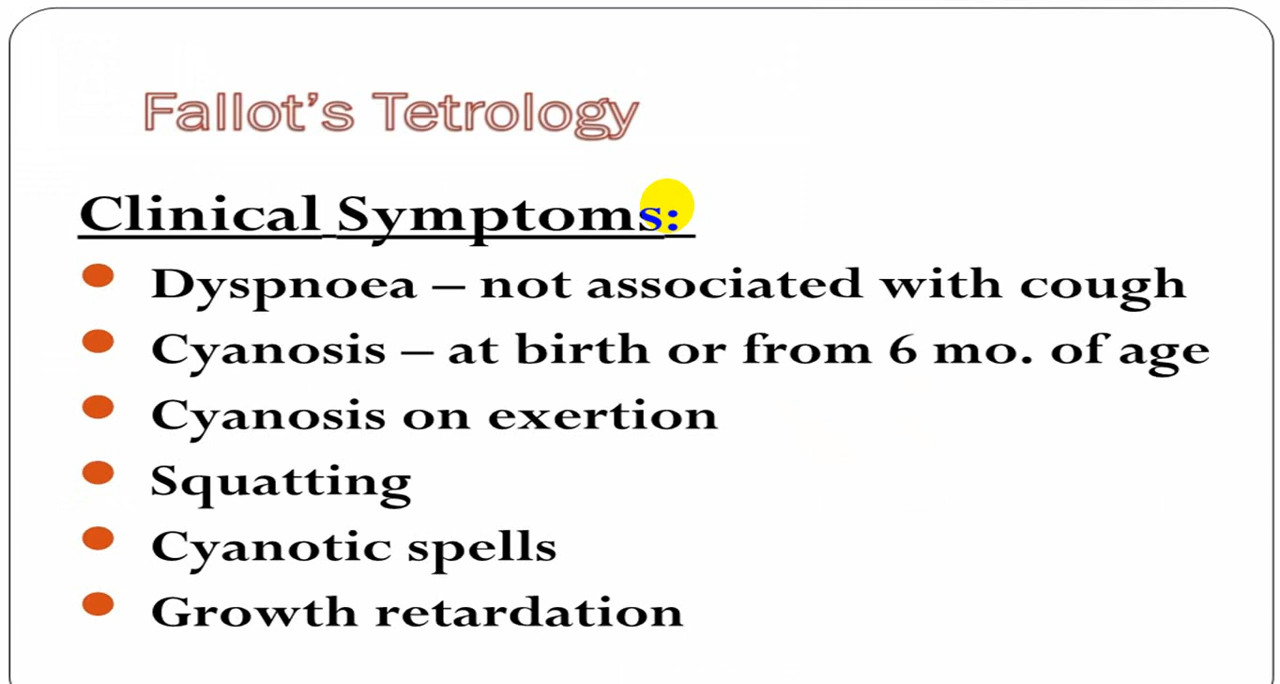 Fallot's Tetrology
Clinical Symptoms:
Dyspnoea – not associated with cough
Cyanosis – at birth or from 6 mo. of age
Cyanosis on exertion
Squatting
Cyanotic spells
Growth retardation